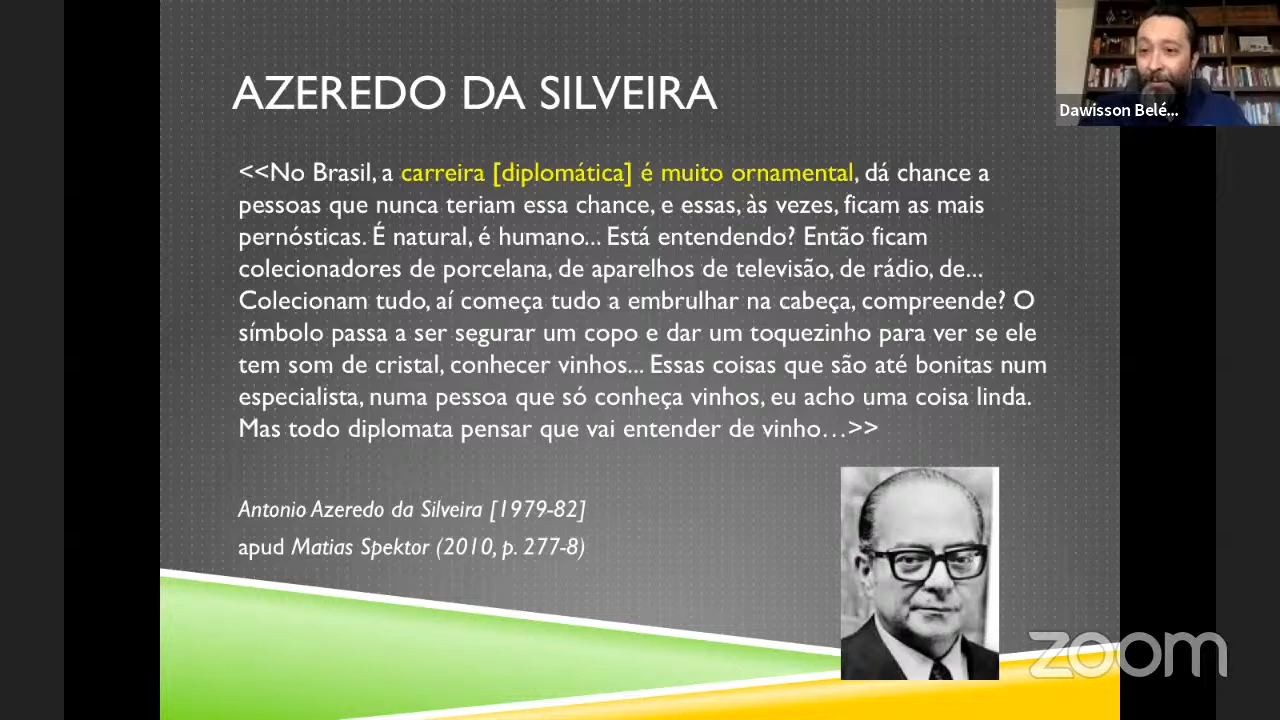 AZEREDO DA SILVEIRA
Dawisson Belé...
<<No Brasil, a carreira [diplomática] é muito ornamental, dá chance a
pessoas que nunca teriam essa chance, e essas, às vezes, ficam as mais
pernósticas. É natural, é humano... Está entendendo? Então ficam
colecionadores de porcelana, de aparelhos de televisão, de rádio, de...
Colecionam tudo, aí começa tudo a embrulhar na cabeça, compreende? O
símbolo passa a ser segurar um copo e dar um toquezinho para ver se ele
tem som de cristal, conhecer vinhos... Essas coisas que são até bonitas num
especialista, numa pessoa que só conheça vinhos, eu acho uma coisa linda.
Mas todo diplomata pensar que vai entender de vinho…>>
Antonio Azeredo da Silveira [1979-82]
apud Matias Spektor (2010, p. 277-8)
zoom